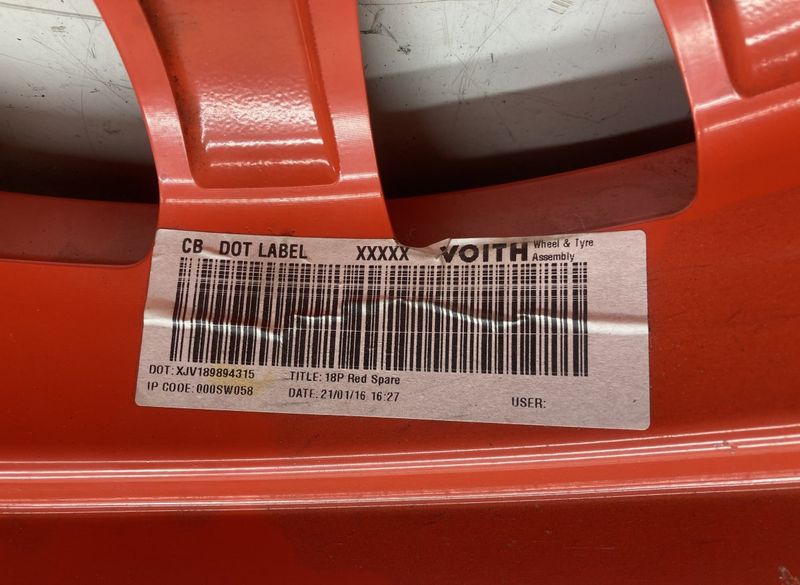 CB DOT LABEL XXXXX VOITH Wheel & Tyre
Assembly
DOT: XJV189894315 TITLE: 18P Red Spare
IP CODE: 000SW058 DATE: 21/01/16 16:27 USER: